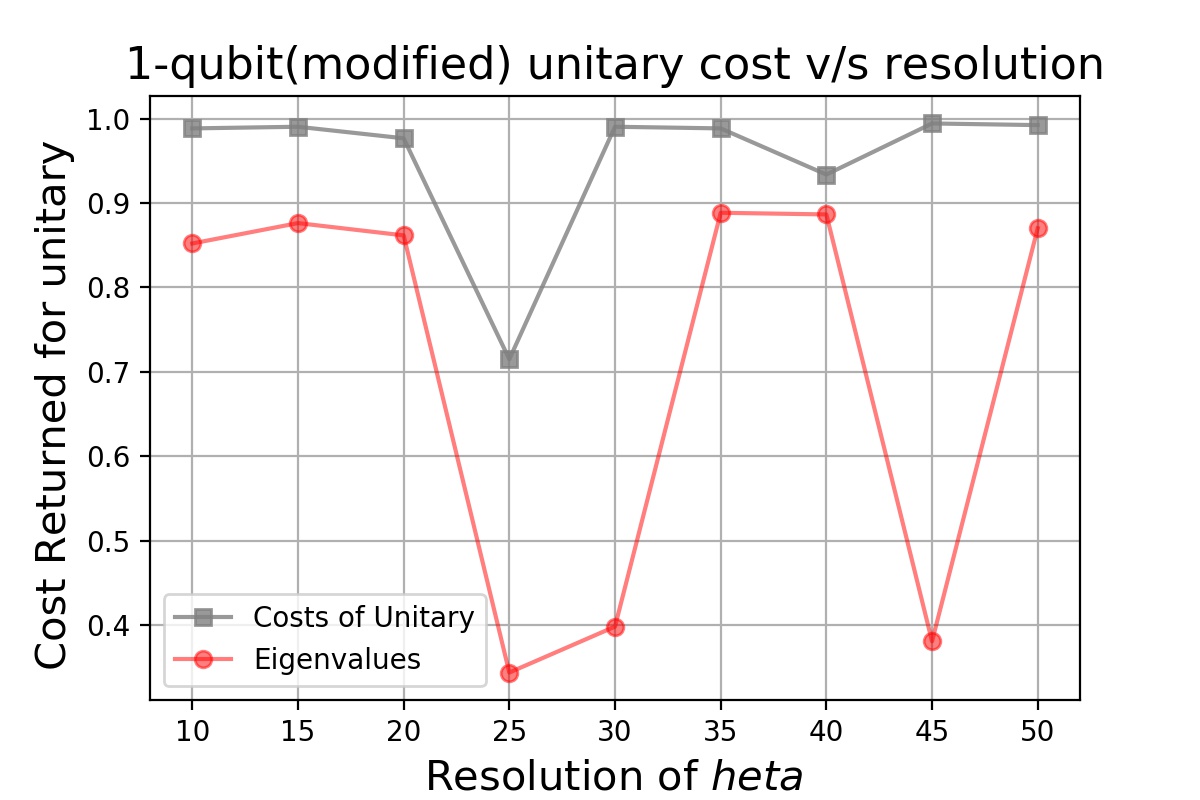 1-qubit(modified) unitary cost v/s resolution
Cost Returned for unitary
1.0
0.9
0.8
0.7
0.6
0.5
0.4
Costs of Unitary
Eigenvalues
10 15 20 25 30 35 40 45 50
Resolution of heta